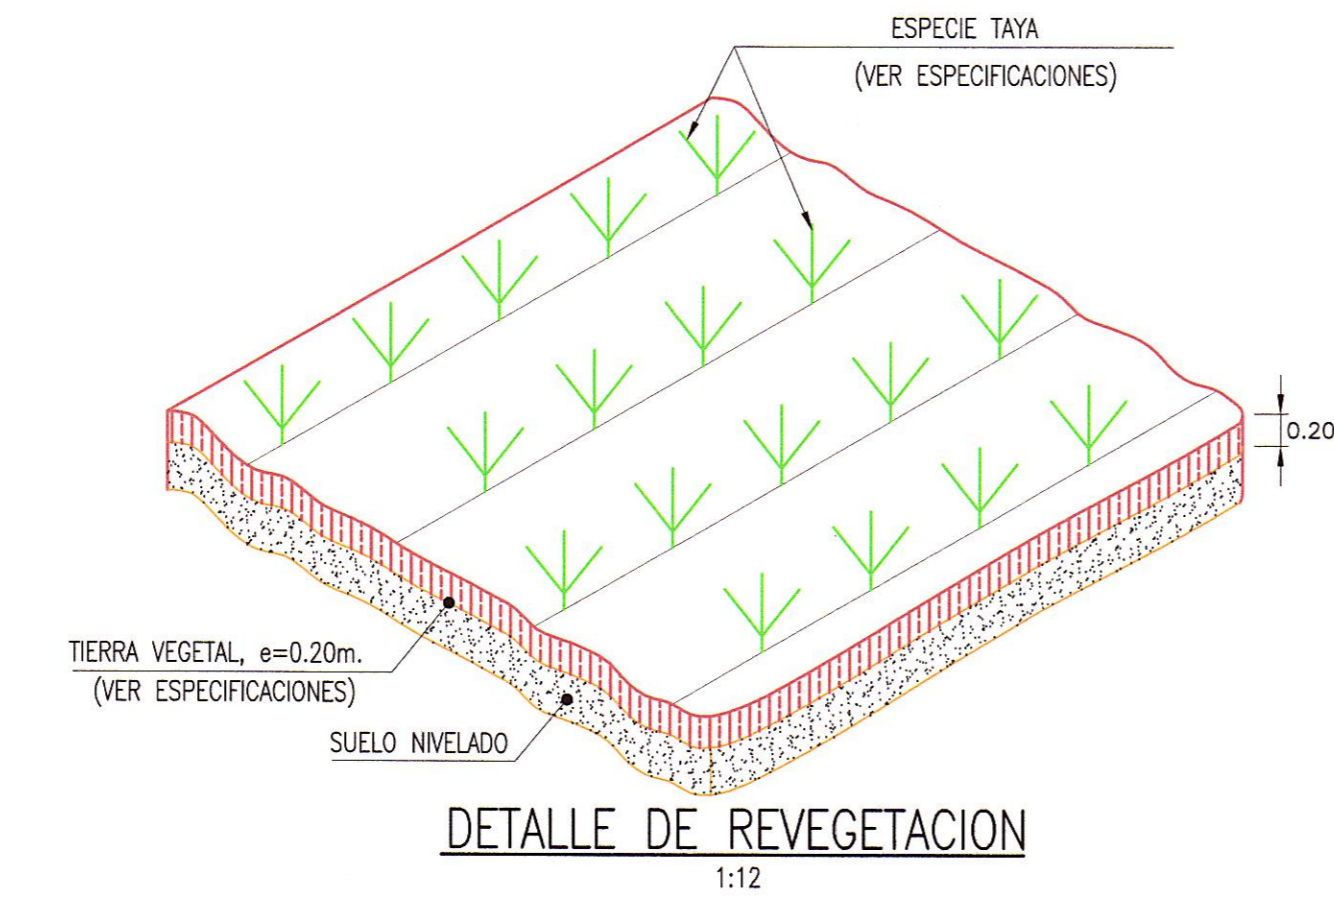 ESPECIE TAYA
(VER ESPECIFICACIONES)
0.20
TIERRA VEGETAL, e=0.20m.
(VER ESPECIFICACIONES)
SUELO NIVELADO
DETALLE DE REVEGETACION
1:12